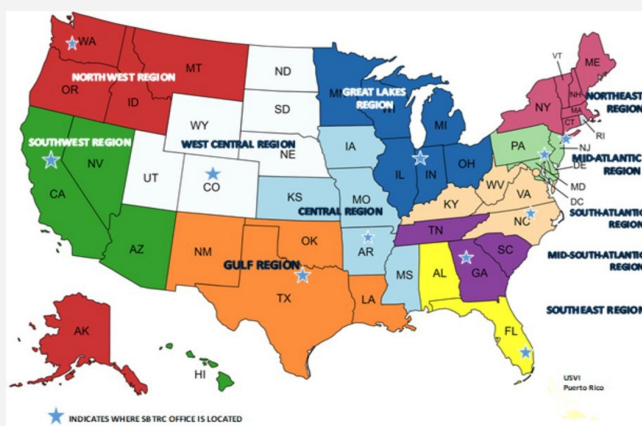 WA
MT
ND
ME
VT
OR
NORTHWEST REGION
ID
SD
GREAT LAKES
REGION
MI
NH
NY
MA
NORTHEAST
REGION
CT
RI
WY
SOUTHWEST REGION
WEST CENTRAL REGION
NE
IA
PA
NJ
MID-ATLANTIC
REGION
DE
NV
UT
CO
IL
IN
OH
MD
DC
CA
KS
MO
WV
VA
KY
CENTRAL REGION
SOUTH-ATLANTIC
REGION
NC
TN
AZ
NM
OK
AR
SC
MID-SOUTH-ATLANTIC
REGION
GULF REGION
MS
AL
GA
TX
LA
SOUTHEAST REGION
FL
AK
HI
USVI
Puerto Rico
INDICATES WHERE SBTRC OFFICE IS LOCATED